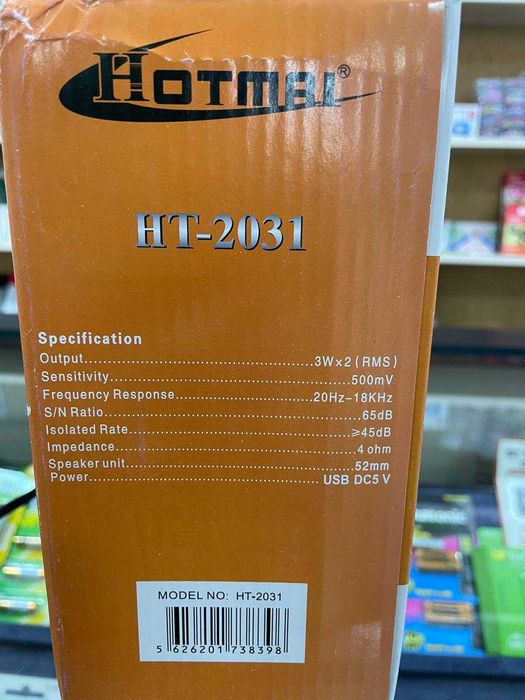 HOTMAI®
HT-2031
Specification
Output..........................................3W×2(RMS)
Sensitivity..........................................500mV
Frequency Response........................20Hz-18KHz
S/N Ratio..........................................65dB
Isolated Rate.......................................≥45dB
Impedance..........................................4 ohm
Speaker unit.......................................52mm
Power..........................................USB DC5 V
MODEL NO: HT-2031
5 626201 738398